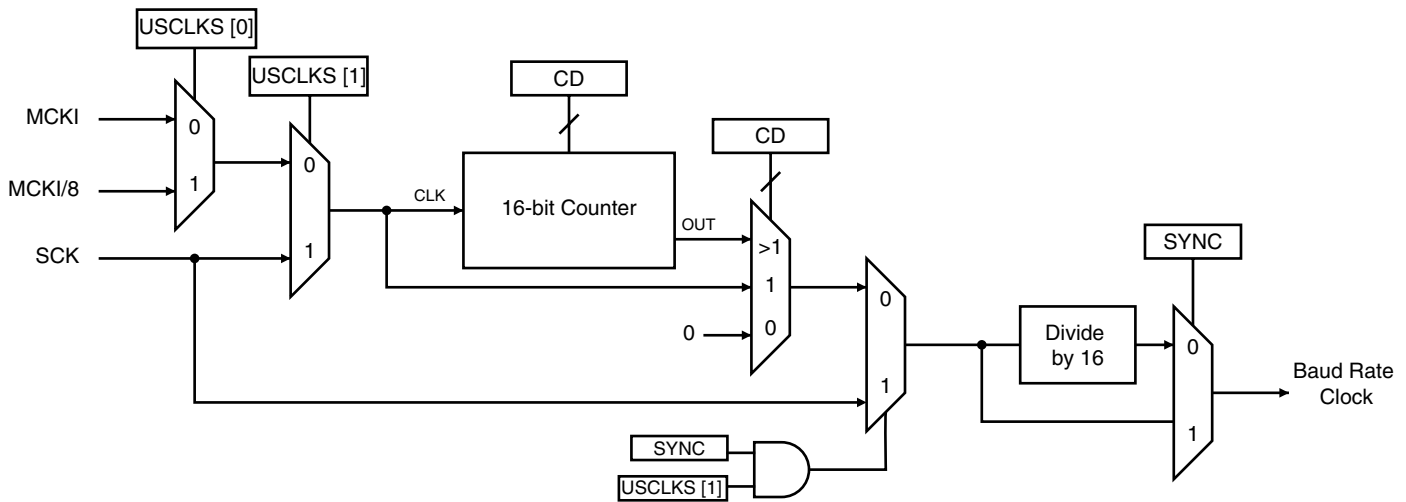 USCLKS [0]
USCLKS [1]
CD
CD
MCKI
0
0
MCKI/8
1
CLK
16-bit Counter
OUT
SYNC
SCK
1
>1
1
0
0
0
Divide
by 16
0
1
Baud Rate
Clock
1
SYNC
USCLKS [1]